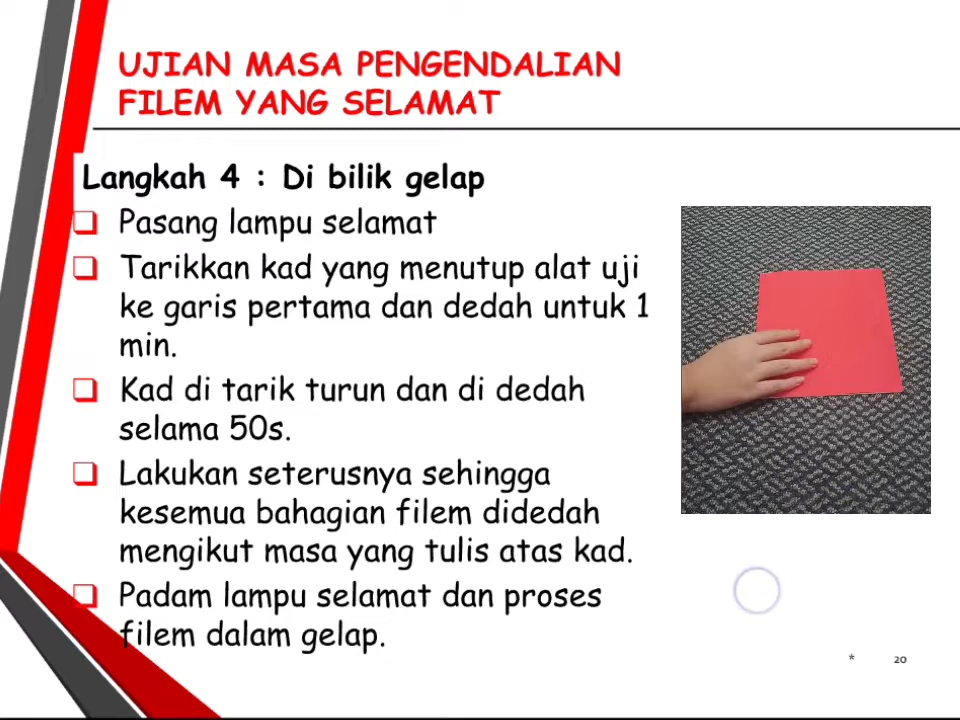 UJIAN MASA PENGENDALIAN
FILEM YANG SELAMAT
Langkah 4 : Di bilik gelap
Pasang lampu selamat
Tarikkan kad yang menutup alat uji
ke garis pertama dan dedah untuk 1
min.
Kad di tarik turun dan di dedah
selama 50s.
Lakukan seterusnya sehingga
kesemua bahagian filem didedah
mengikut masa yang tulis atas kad.
Padam lampu selamat dan proses
filem dalam gelap.
* 20